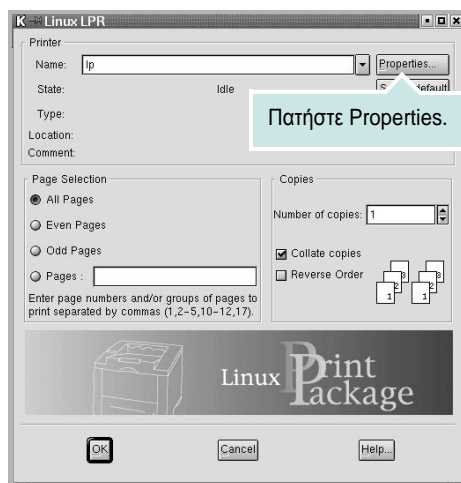 Linux LPR
Printer
Name: lp Properties...
State: Idle
Πατήστε Properties.
Type:
Location:
Comment:
Page Selection
All Pages
Even Pages
Odd Pages
Pages :
Enter page numbers and/or groups of pages to
print separated by commas (1,2-5,10-12,17).
Copies
Number of copies: 1
Collate copies
Reverse Order
Linux Print
Package
OK Cancel Help...